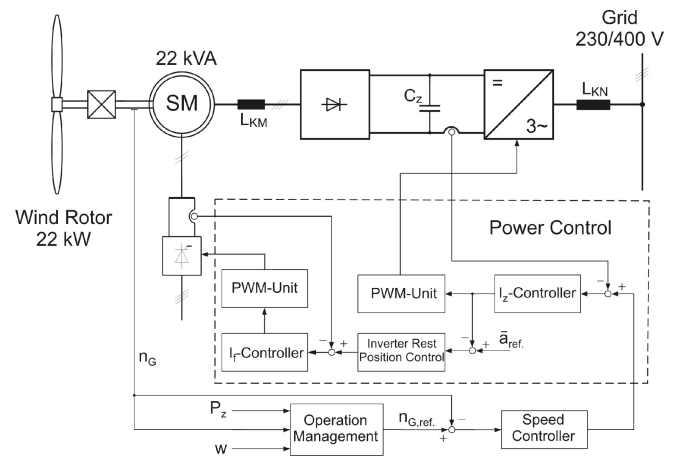 Grid
230/400 V
22 kVA
SM
L_KM
C_z
=
3~
L_KN
Wind Rotor
22 kW
Power Control
PWM-Unit
PWM-Unit
I_z-Controller
− +
n_G
I_f-Controller
− +
Inverter Rest
Position Control
− +
ā_ref.
P_z
w
Operation
Management
n_G,ref.
−
+
Speed
Controller